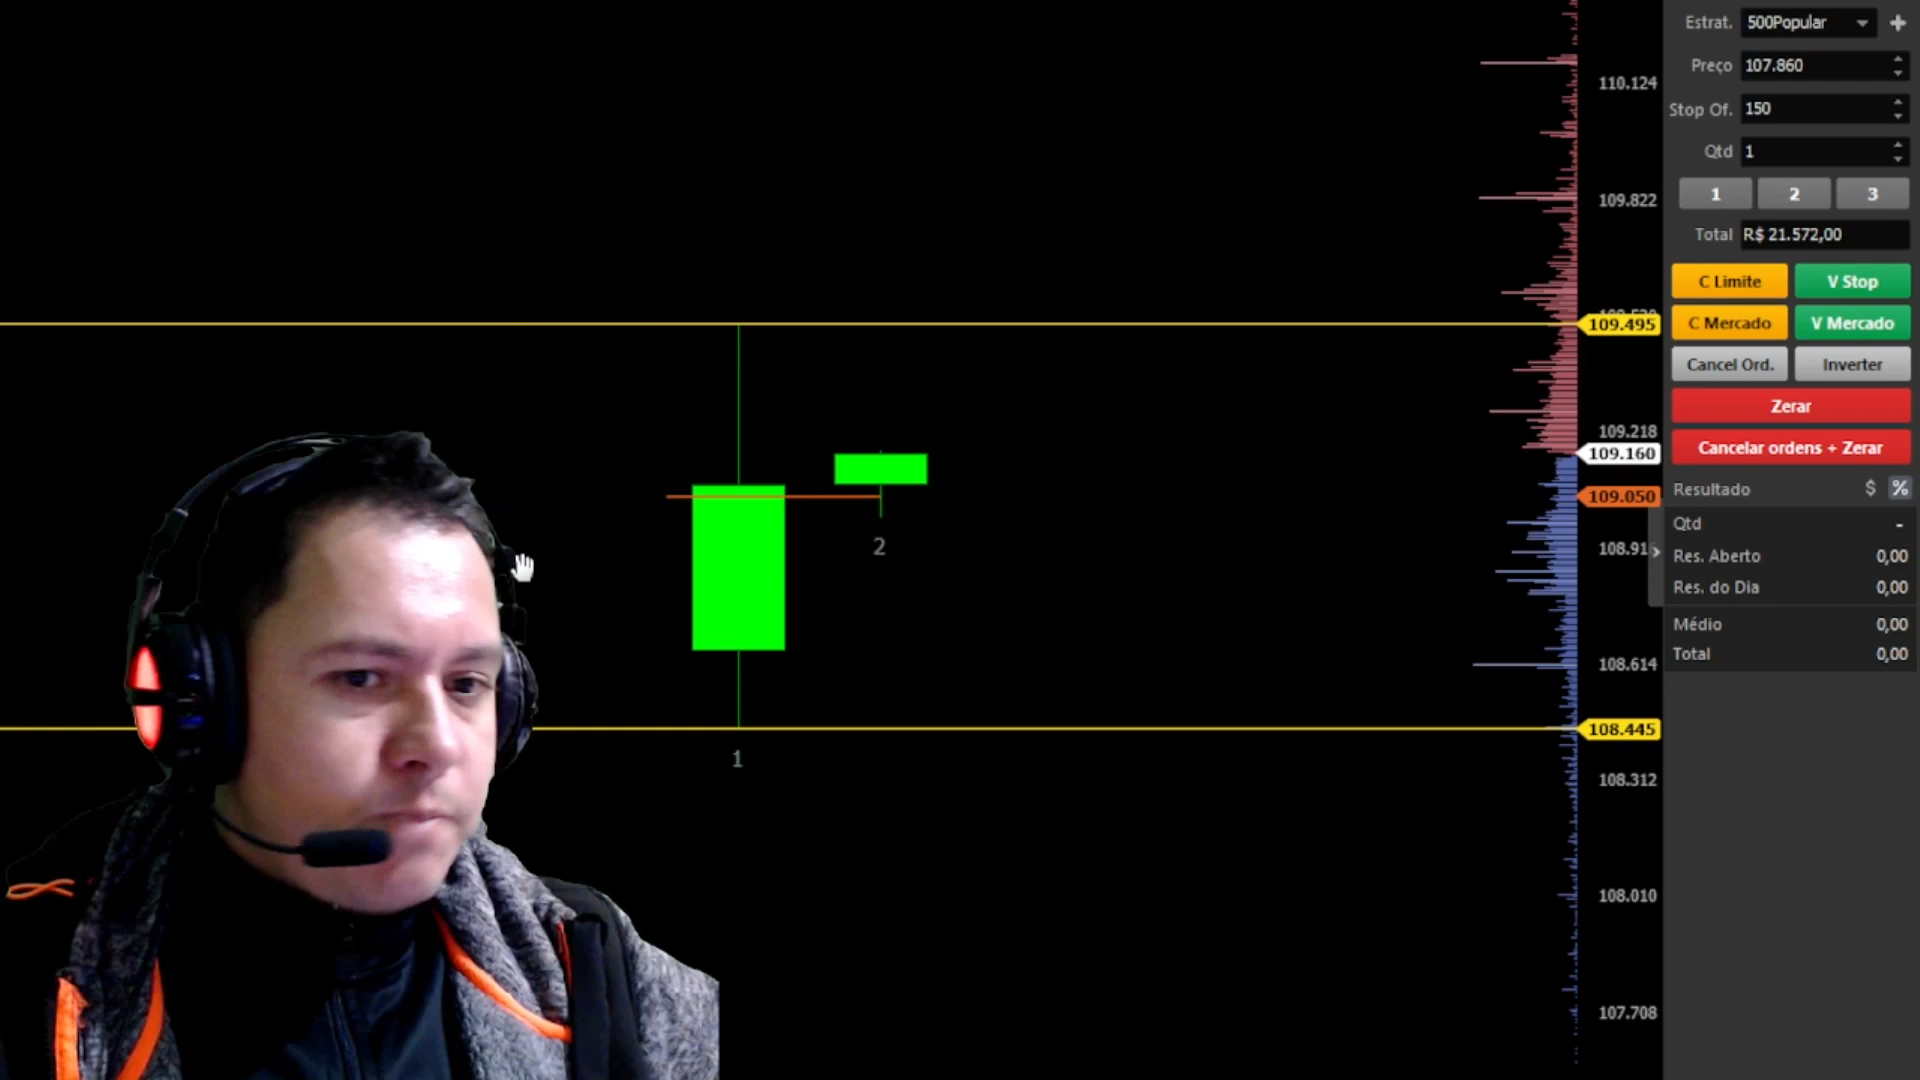 Estrat. 500Popular
Preço 107.860
Stop Of. 150
Qtd 1
1 2 3
Total R$ 21.572,00
C Limite V Stop
C Mercado V Mercado
Cancel Ord. Inverter
Zerar
Cancelar ordens + Zerar
Resultado $ %
Qtd -
Res. Aberto 0,00
Res. do Dia 0,00
Médio 0,00
Total 0,00
110.124
109.822
109.495
109.218
109.160
109.050
108.614
108.445
108.312
108.010
107.708
2
1